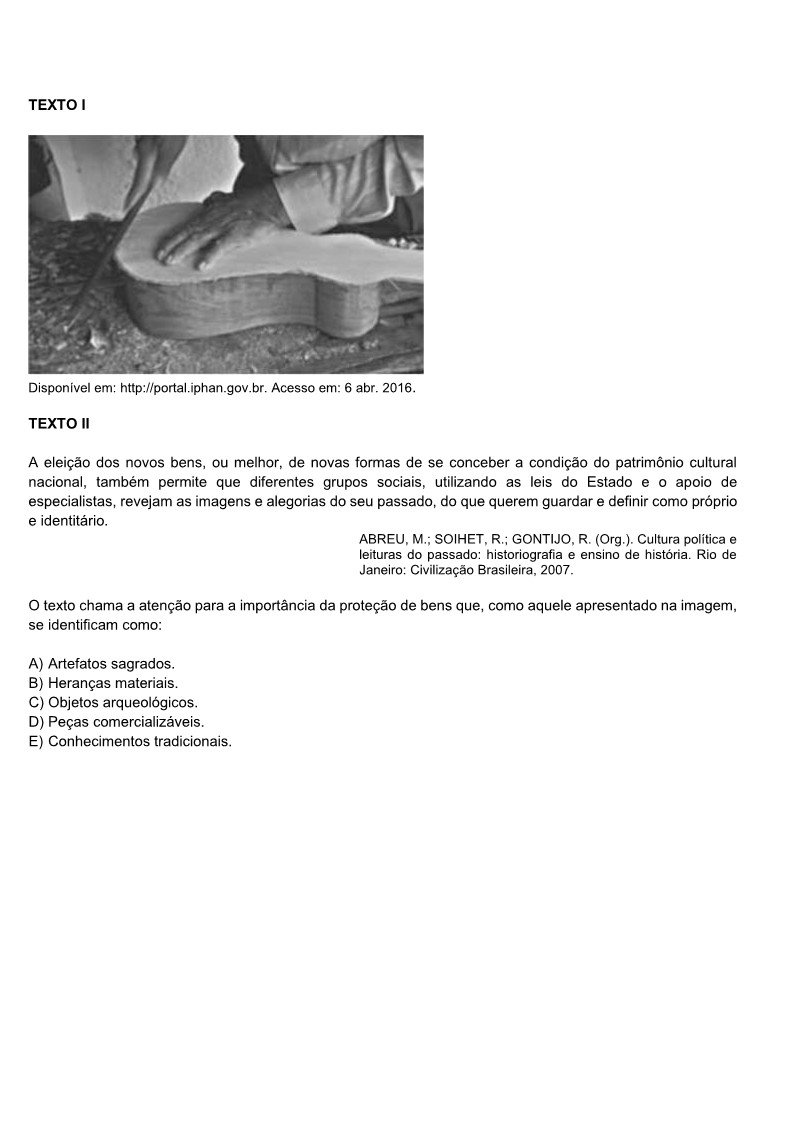 TEXTO I
Disponível em: http://portal.iphan.gov.br. Acesso em: 6 abr. 2016.
TEXTO II
A eleição dos novos bens, ou melhor, de novas formas de se conceber a condição do patrimônio cultural
nacional, também permite que diferentes grupos sociais, utilizando as leis do Estado e o apoio de
especialistas, revejam as imagens e alegorias do seu passado, do que querem guardar e definir como próprio
e identitário.
ABREU, M.; SOIHET, R.; GONTIJO, R. (Org.). Cultura política e
leituras do passado: historiografia e ensino de história. Rio de
Janeiro: Civilização Brasileira, 2007.
O texto chama a atenção para a importância da proteção de bens que, como aquele apresentado na imagem,
se identificam como:
A) Artefatos sagrados.
B) Heranças materiais.
C) Objetos arqueológicos.
D) Peças comercializáveis.
E) Conhecimentos tradicionais.